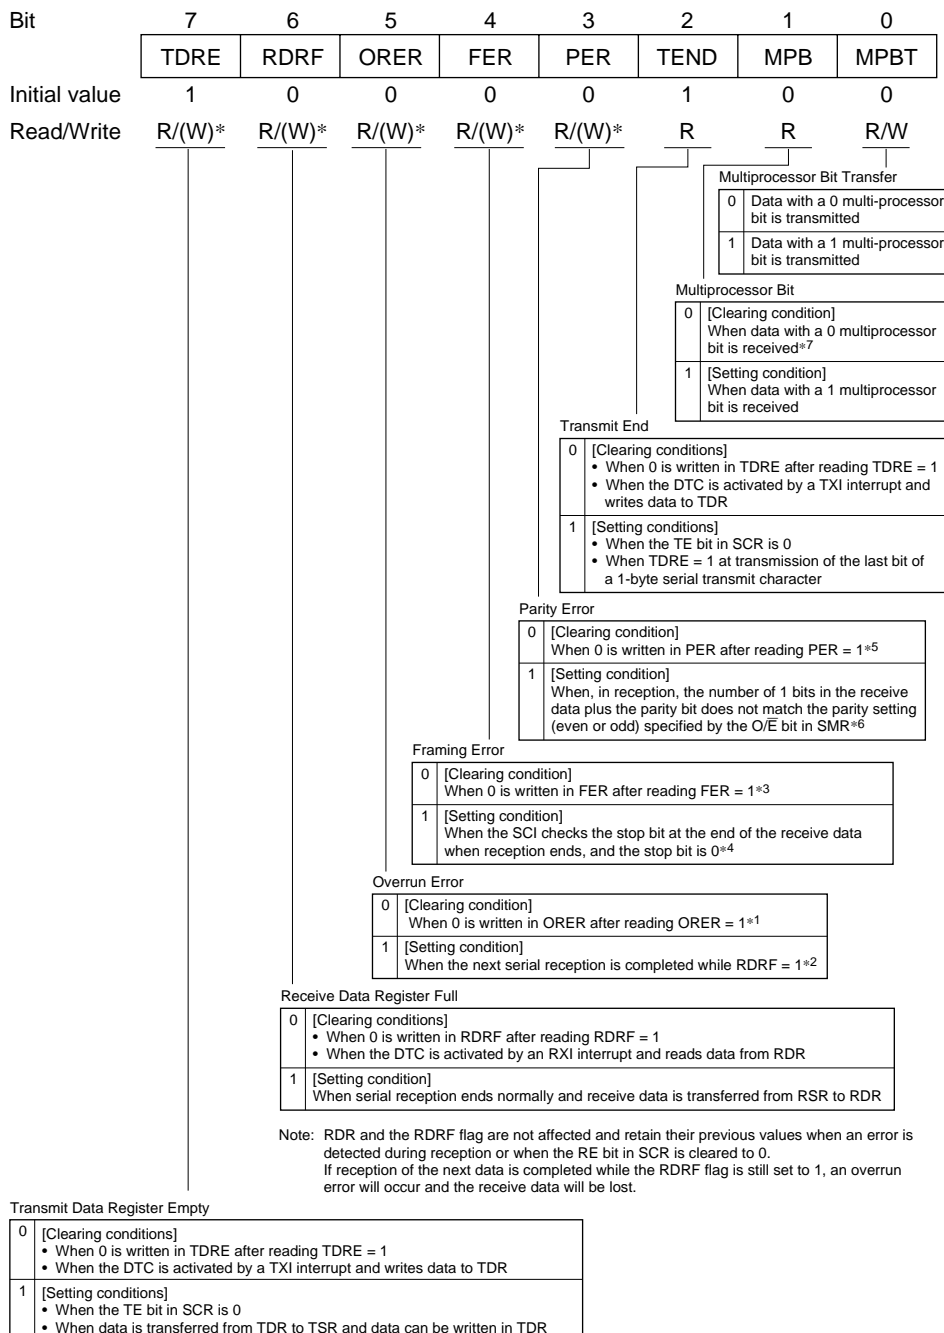 Bit 7 6 5 4 3 2 1 0
TDRE RDRF ORER FER PER TEND MPB MPBT
Initial value 1 0 0 0 0 1 0 0
Read/Write R/(W)* R/(W)* R/(W)* R/(W)* R/(W)* R R R/W
Multiprocessor Bit Transfer
0 Data with a 0 multi-processor
bit is transmitted
1 Data with a 1 multi-processor
bit is transmitted
Multiprocessor Bit
0 [Clearing condition]
When data with a 0 multiprocessor
bit is received*7
1 [Setting condition]
When data with a 1 multiprocessor
bit is received
Transmit End
0 [Clearing conditions]
• When 0 is written in TDRE after reading TDRE = 1
• When the DTC is activated by a TXI interrupt and
writes data to TDR
1 [Setting conditions]
• When the TE bit in SCR is 0
• When TDRE = 1 at transmission of the last bit of
a 1-byte serial transmit character
Parity Error
0 [Clearing condition]
When 0 is written in PER after reading PER = 1*5
1 [Setting condition]
When, in reception, the number of 1 bits in the receive
data plus the parity bit does not match the parity setting
(even or odd) specified by the O/E̅ bit in SMR*6
Framing Error
0 [Clearing condition]
When 0 is written in FER after reading FER = 1*3
1 [Setting condition]
When the SCI checks the stop bit at the end of the receive data
when reception ends, and the stop bit is 0*4
Overrun Error
0 [Clearing condition]
When 0 is written in ORER after reading ORER = 1*1
1 [Setting condition]
When the next serial reception is completed while RDRF = 1*2
Receive Data Register Full
0 [Clearing conditions]
• When 0 is written in RDRF after reading RDRF = 1
• When the DTC is activated by an RXI interrupt and reads data from RDR
1 [Setting condition]
When serial reception ends normally and receive data is transferred from RSR to RDR
Note: RDR and the RDRF flag are not affected and retain their previous values when an error is
detected during reception or when the RE bit in SCR is cleared to 0.
If reception of the next data is completed while the RDRF flag is still set to 1, an overrun
error will occur and the receive data will be lost.
Transmit Data Register Empty
0 [Clearing conditions]
• When 0 is written in TDRE after reading TDRE = 1
• When the DTC is activated by a TXI interrupt and writes data to TDR
1 [Setting conditions]
• When the TE bit in SCR is 0
• When data is transferred from TDR to TSR and data can be written in TDR